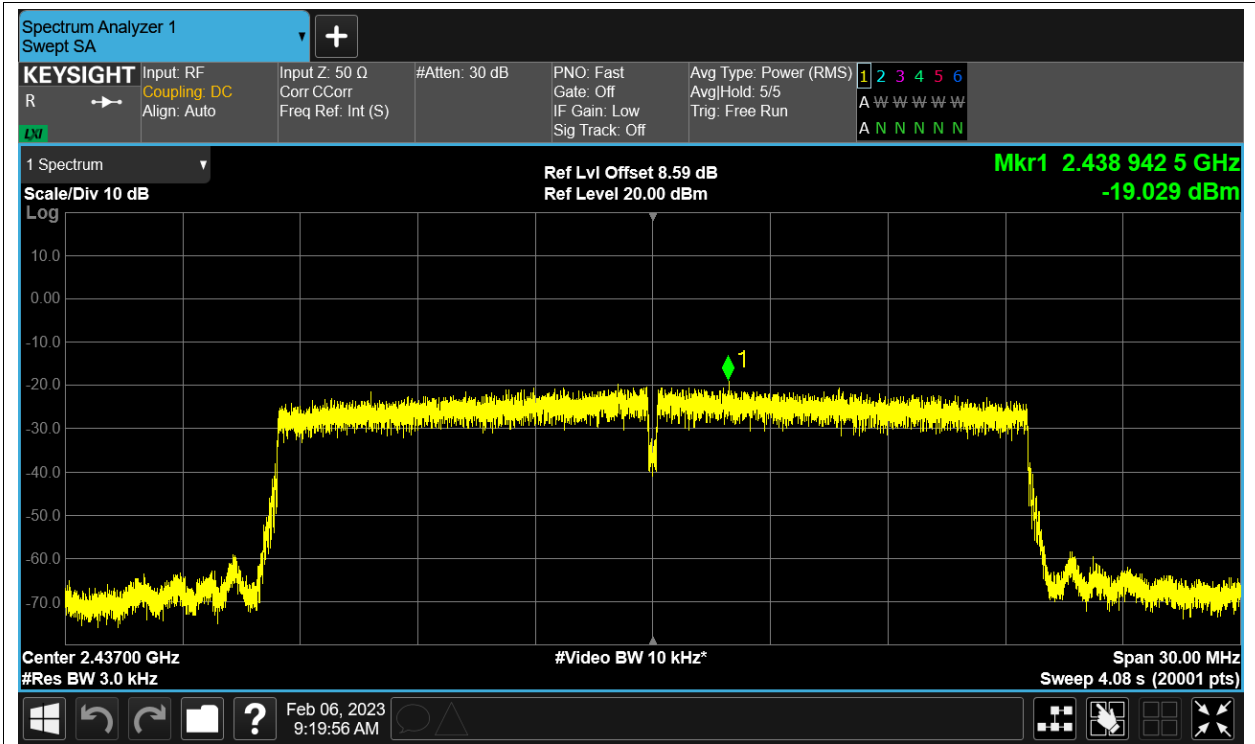 Spectrum Analyzer 1
Swept SA
KEYSIGHT
R
LXI
Input: RF
Coupling: DC
Align: Auto
Input Z: 50 Ω
Corr CCorr
Freq Ref: Int (S)
#Atten: 30 dB
PNO: Fast
Gate: Off
IF Gain: Low
Sig Track: Off
Avg Type: Power (RMS)
Avg|Hold: 5/5
Trig: Free Run
1 2 3 4 5 6
A W W W W W
A N N N N N
1 Spectrum
Scale/Div 10 dB
Log
Ref Lvl Offset 8.59 dB
Ref Level 20.00 dBm
Mkr1 2.438 942 5 GHz
-19.029 dBm
10.0
0.00
-10.0
-20.0
-30.0
-40.0
-50.0
-60.0
-70.0
1
Center 2.43700 GHz
#Res BW 3.0 kHz
#Video BW 10 kHz*
Span 30.00 MHz
Sweep 4.08 s (20001 pts)
?
Feb 06, 2023
9:19:56 AM